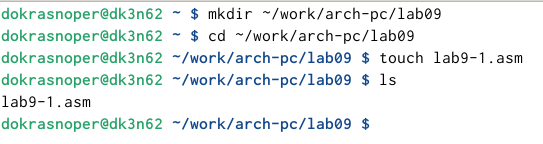 dokrasnoper@dk3n62 ~ $ mkdir ~/work/arch-pc/lab09
dokrasnoper@dk3n62 ~ $ cd ~/work/arch-pc/lab09
dokrasnoper@dk3n62 ~/work/arch-pc/lab09 $ touch lab9-1.asm
dokrasnoper@dk3n62 ~/work/arch-pc/lab09 $ ls
lab9-1.asm
dokrasnoper@dk3n62 ~/work/arch-pc/lab09 $